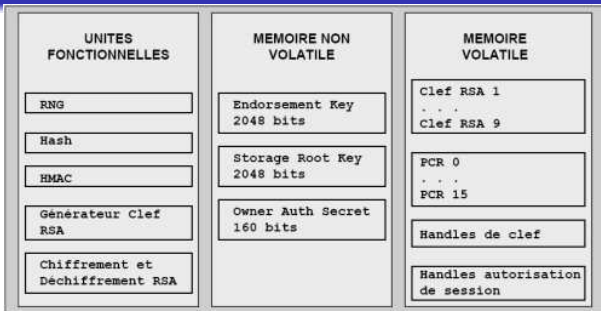 UNITES
FONCTIONNELLES
RNG
Hash
HMAC
Générateur Clef
RSA
Chiffrement et
Déchiffrement RSA
MEMOIRE NON
VOLATILE
Endorsement Key
2048 bits
Storage Root Key
2048 bits
Owner Auth Secret
160 bits
MEMOIRE
VOLATILE
Clef RSA 1
. . .
Clef RSA 9
PCR 0
. . .
PCR 15
Handles de clef
Handles autorisation
de session